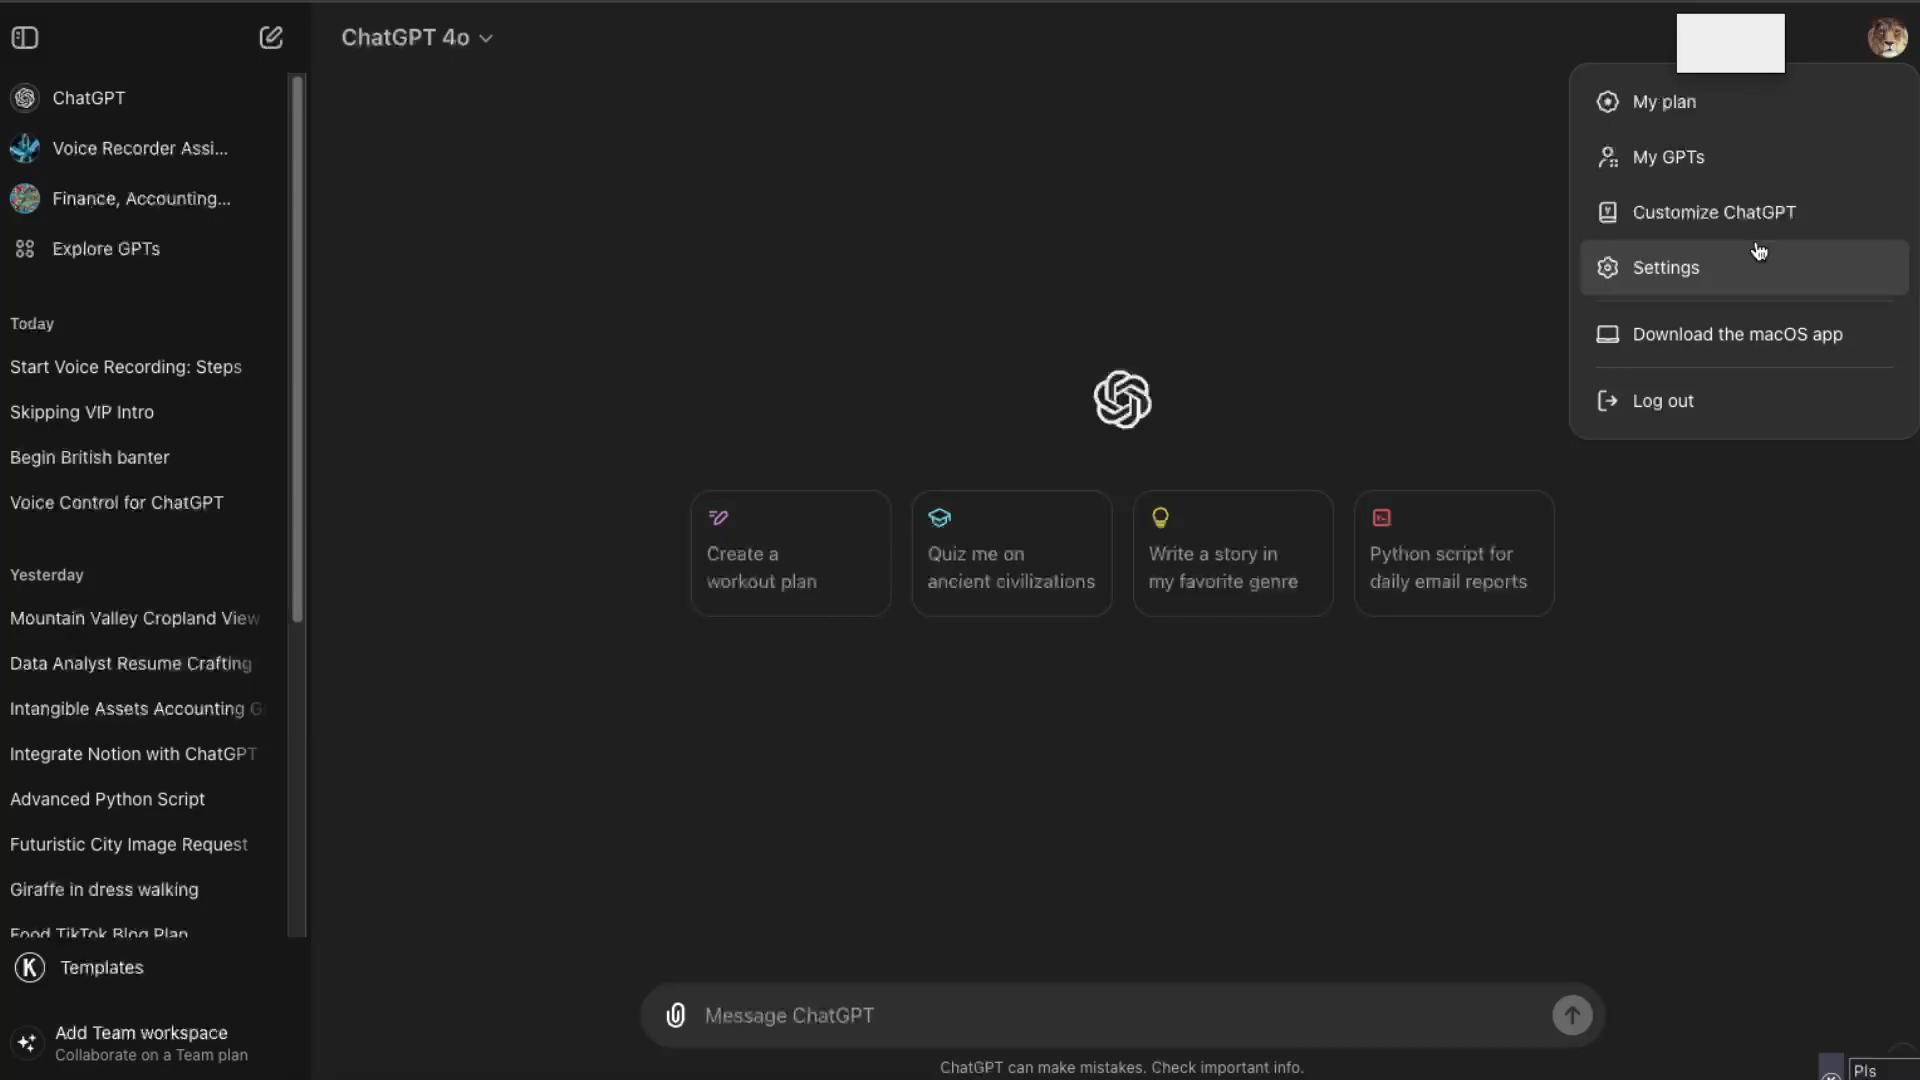 ChatGPT 4o
ChatGPT
Voice Recorder Assi...
Finance, Accounting...
Explore GPTs
Today
Start Voice Recording: Steps
Skipping VIP Intro
Begin British banter
Voice Control for ChatGPT
Yesterday
Mountain Valley Cropland View
Data Analyst Resume Crafting
Intangible Assets Accounting G
Integrate Notion with ChatGPT
Advanced Python Script
Futuristic City Image Request
Giraffe in dress walking
Food TikTok Blog Plan
K Templates
Add Team workspace
Collaborate on a Team plan
Create a
workout plan
Quiz me on
ancient civilizations
Write a story in
my favorite genre
Python script for
daily email reports
Message ChatGPT
ChatGPT can make mistakes. Check important info.
My plan
My GPTs
Customize ChatGPT
Settings
Download the macOS app
Log out
Pls